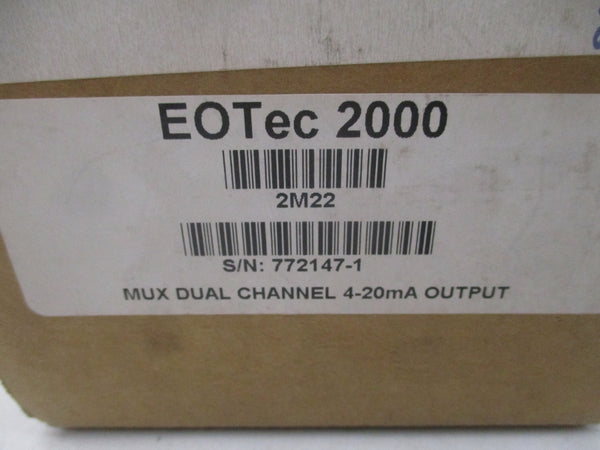 EOTec 2000
2M22
S/N: 772147-1
MUX DUAL CHANNEL 4-20mA OUTPUT